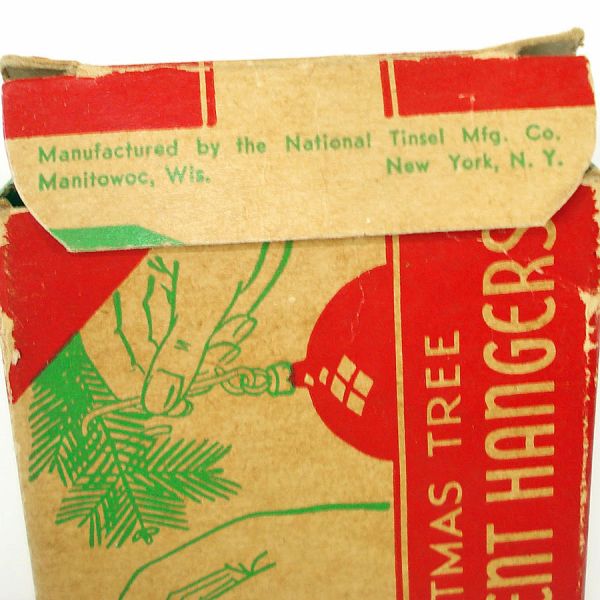 Manufactured by the National Tinsel Mfg. Co.
Manitowoc, Wis. New York, N. Y.
TMAS TREE
ENT HANGERS